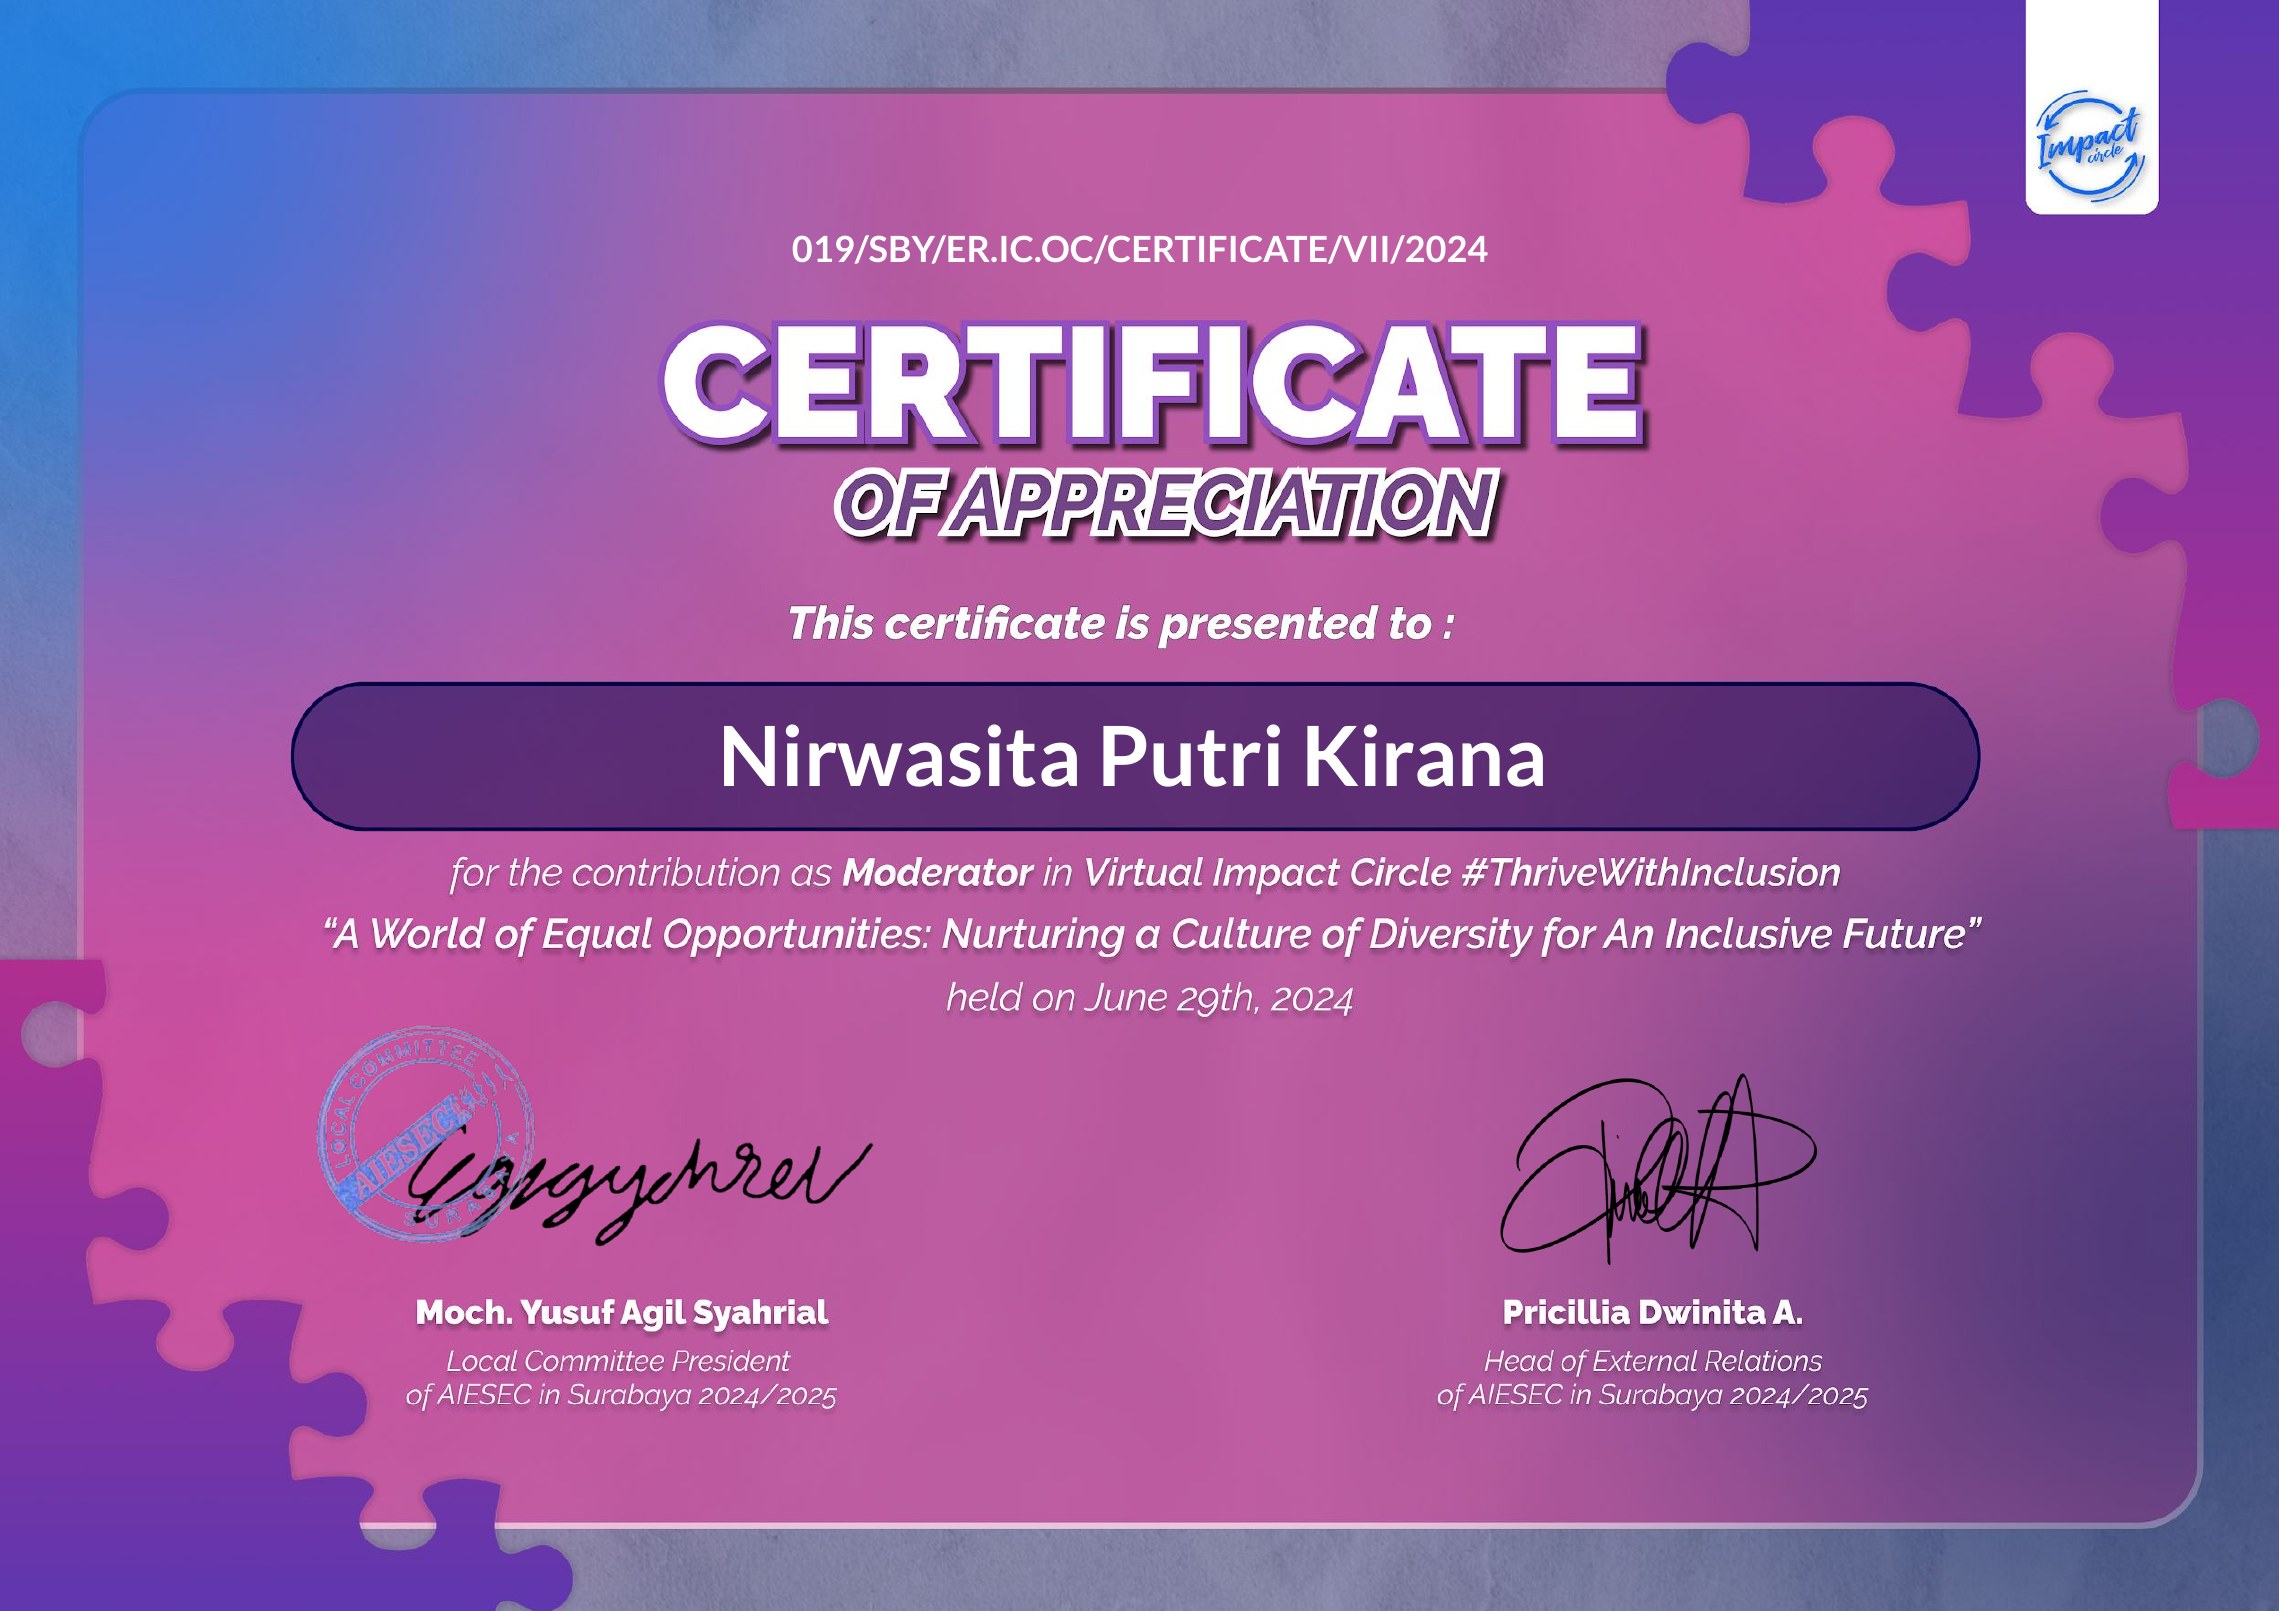 Impact
circle
019/SBY/ER.IC.OC/CERTIFICATE/VII/2024
CERTIFICATE
OF APPRECIATION
This certificate is presented to :
Nirwasita Putri Kirana
for the contribution as Moderator in Virtual Impact Circle #ThriveWithInclusion
“A World of Equal Opportunities: Nurturing a Culture of Diversity for An Inclusive Future”
held on June 29th, 2024
LOCAL COMMITTEE
AIESEC
Moch. Yusuf Agil Syahrial
Local Committee President
of AIESEC in Surabaya 2024/2025
Pricillia Dwinita A.
Head of External Relations
of AIESEC in Surabaya 2024/2025